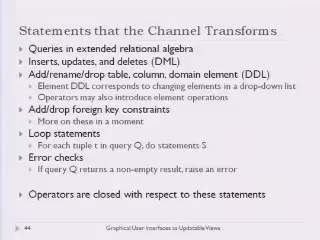 Statements that the Channel Transforms
Queries in extended relational algebra
Inserts, updates, and deletes (DML)
Add/rename/drop table, column, domain element (DDL)
Element DDL corresponds to changing elements in a drop-down list
Operators may also introduce element operations
Add/drop foreign key constraints
More on these in a moment
Loop statements
For each tuple t in query Q, do statements S
Error checks
If query Q returns a non-empty result, raise an error
Operators are closed with respect to these statements
44 Graphical User Interfaces as Updatable Views